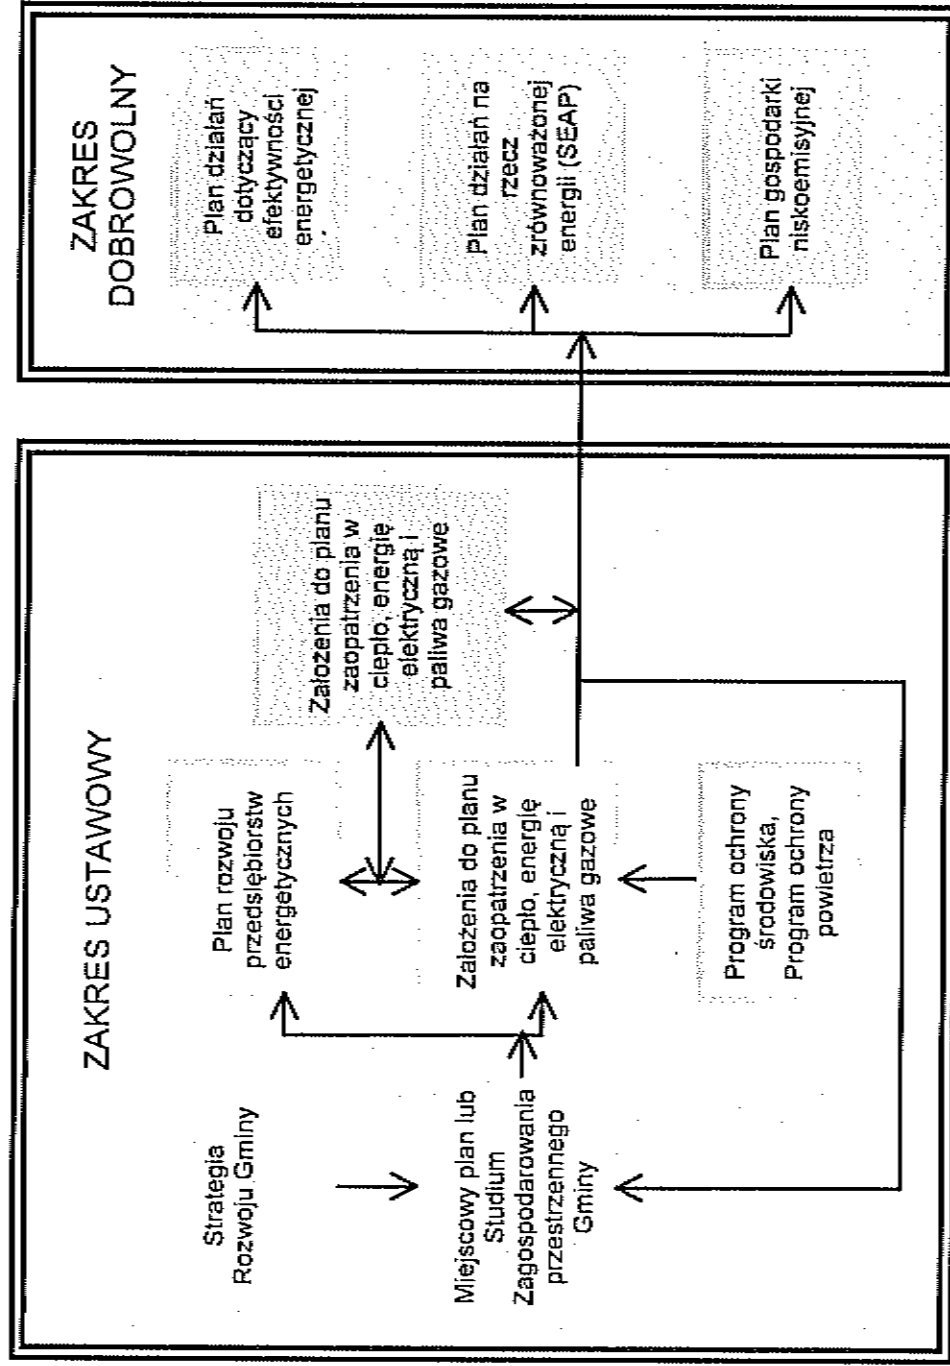 ZAKRES USTAWOWY
Strategia
Rozwoju Gminy
Miejscowy plan lub
Studium
Zagospodarowania
przestrzennego
Gminy
Plan rozwoju
przedsiębiorstw
energetycznych
Założenia do planu
zaopatrzenia w
ciepło, energię
elektryczną i
paliwa gazowe
Program ochrony
środowiska,
Program ochrony
powietrza
Założenia do planu
zaopatrzenia w
ciepło, energię
elektryczną i
paliwa gazowe
ZAKRES
DOBROWOLNY
Plan działań
dotyczący
efektywności
energetycznej
Plan działań na
rzecz
zrównoważonej
energii (SEAP)
Plan gospodarki
niskoemisyjnej